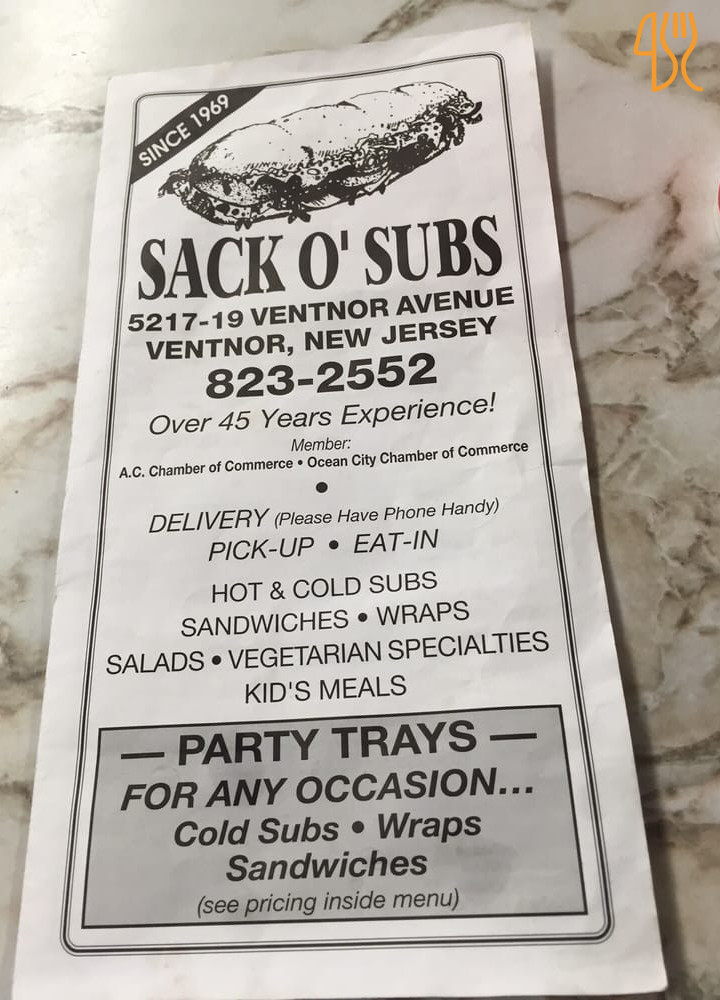 SINCE 1969
SACK O' SUBS
5217-19 VENTNOR AVENUE
VENTNOR, NEW JERSEY
823-2552
Over 45 Years Experience!
Member:
A.C. Chamber of Commerce • Ocean City Chamber of Commerce
•
DELIVERY (Please Have Phone Handy)
PICK-UP • EAT-IN
HOT & COLD SUBS
SANDWICHES • WRAPS
SALADS • VEGETARIAN SPECIALTIES
KID'S MEALS
— PARTY TRAYS —
FOR ANY OCCASION...
Cold Subs • Wraps
Sandwiches
(see pricing inside menu)